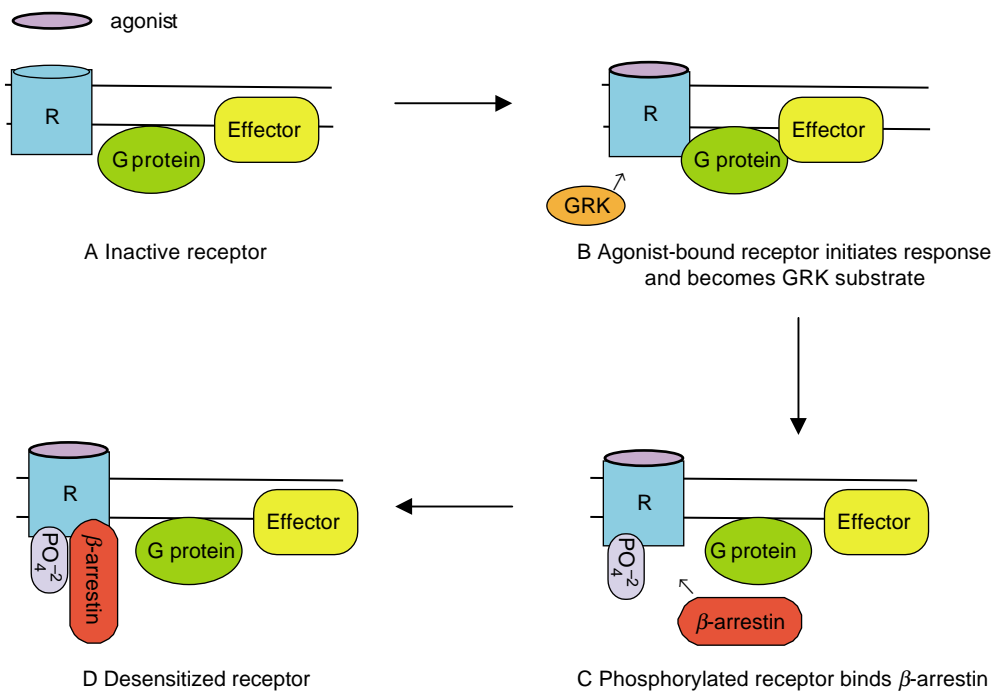 agonist
R
G protein
Effector
A Inactive receptor
R
G protein
Effector
GRK
B Agonist-bound receptor initiates response
and becomes GRK substrate
R
PO₄⁻²
β-arrestin
G protein
Effector
D Desensitized receptor
R
PO₄⁻²
G protein
Effector
β-arrestin
C Phosphorylated receptor binds β-arrestin